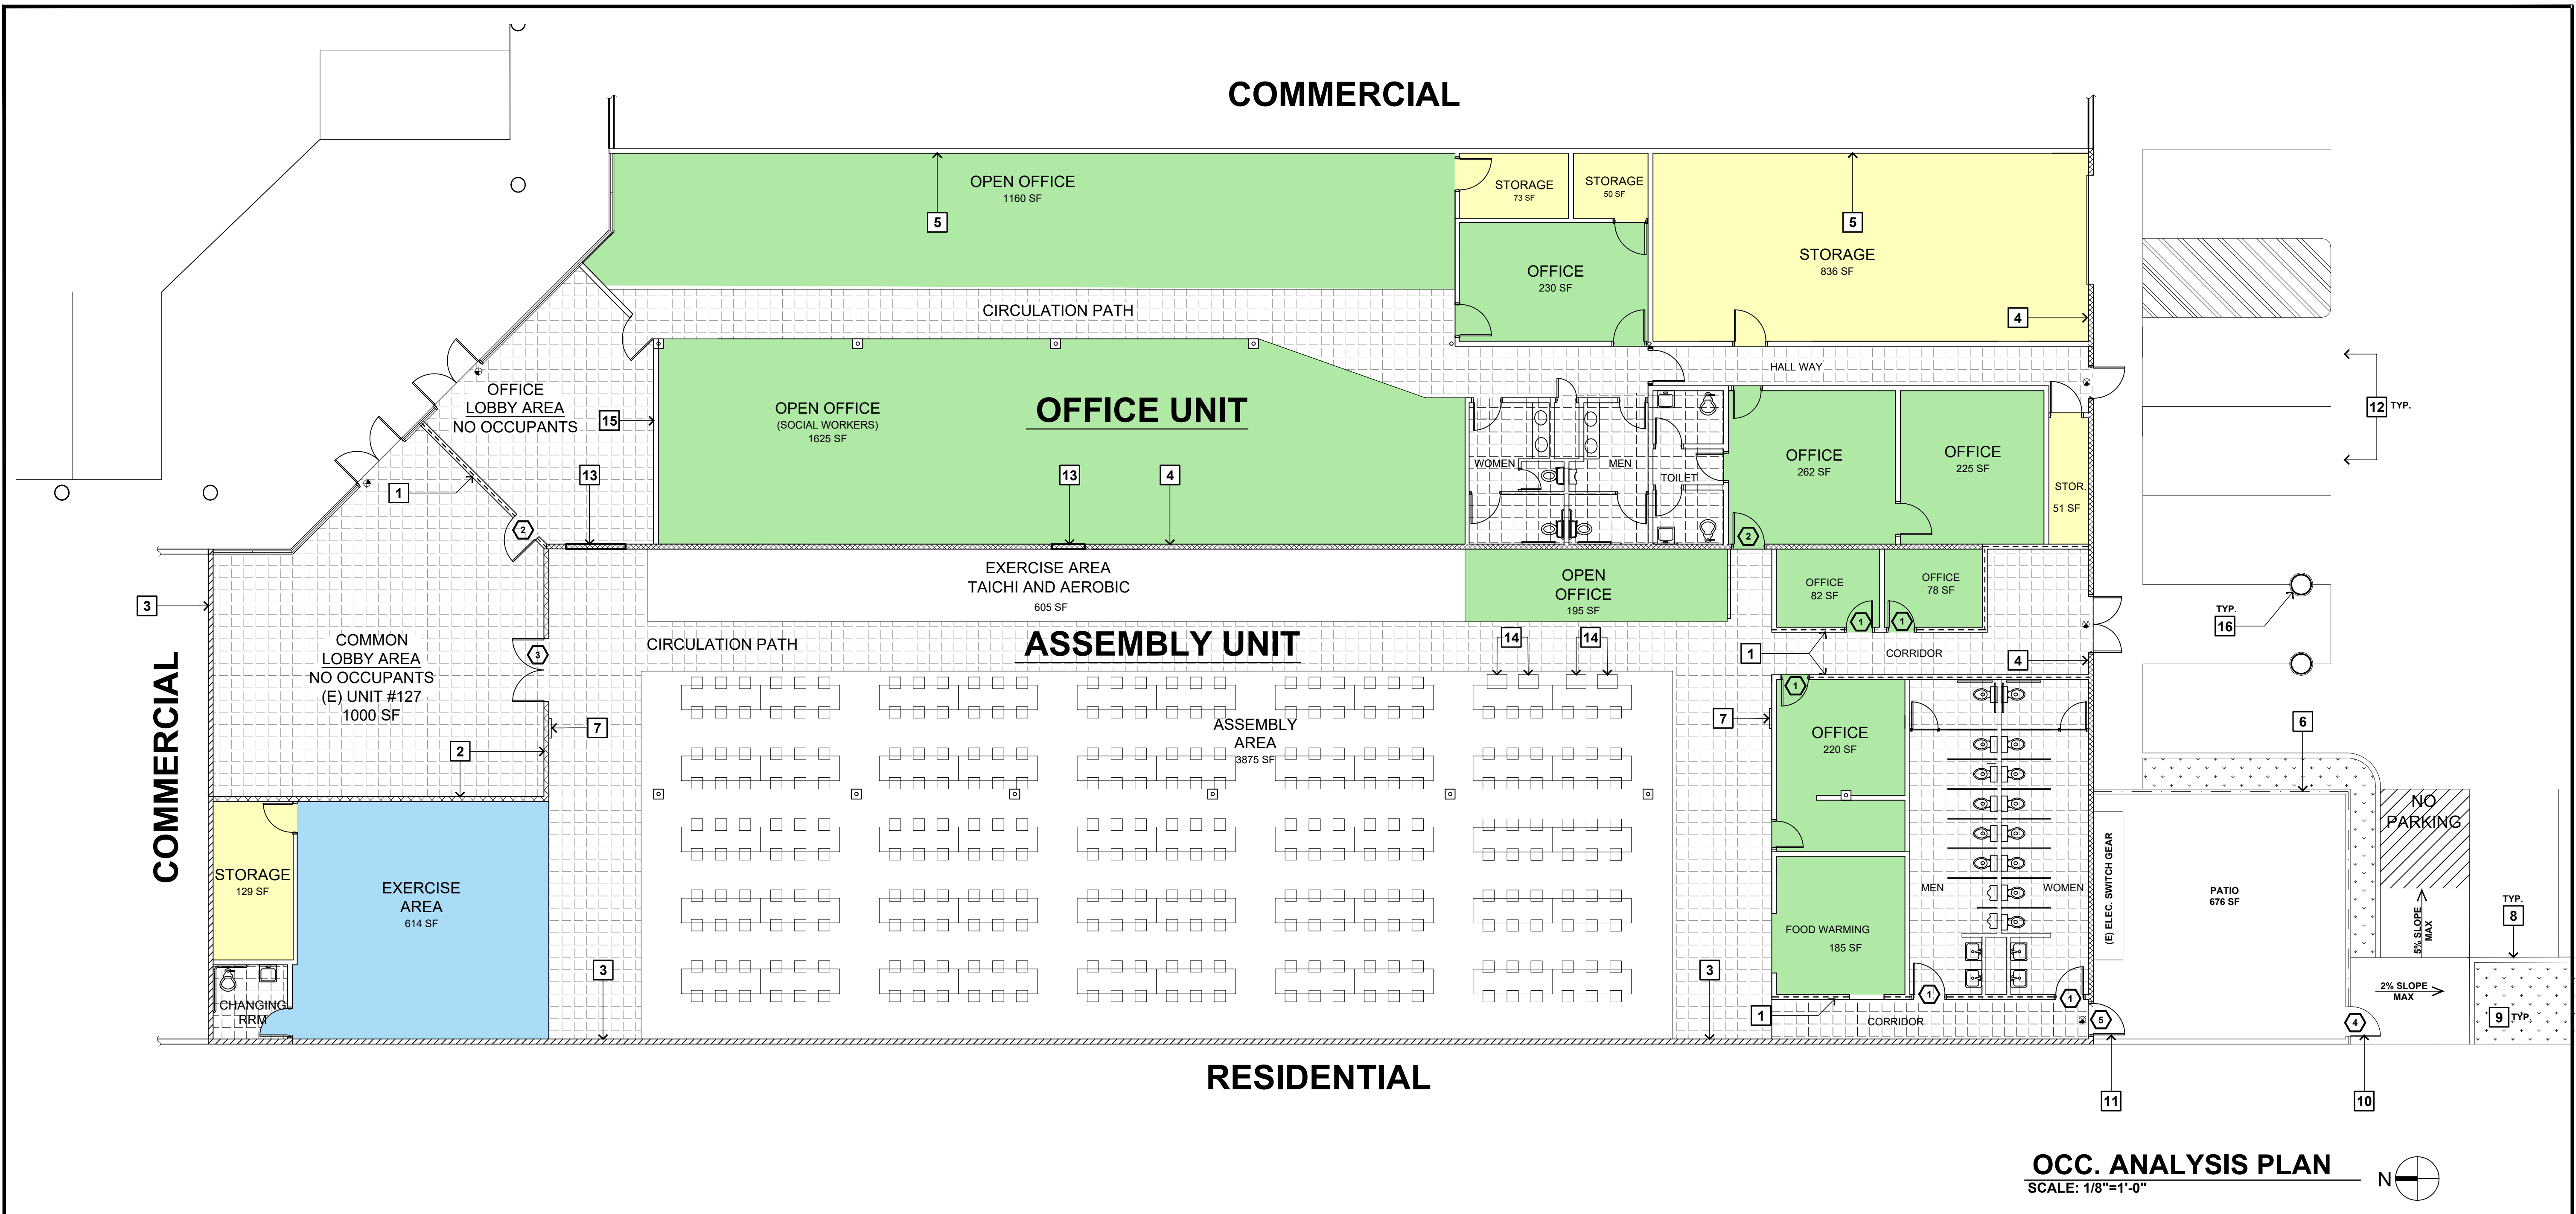 COMMERCIAL
OPEN OFFICE
1160 SF
5
STORAGE
73 SF
STORAGE
50 SF
5
STORAGE
836 SF
OFFICE
230 SF
4
CIRCULATION PATH
HALL WAY
OFFICE
LOBBY AREA
NO OCCUPANTS
15
OPEN OFFICE
(SOCIAL WORKERS)
1625 SF
OFFICE UNIT
12 TYP.
1
13
13
4
WOMEN
MEN
TOILET
OFFICE
262 SF
OFFICE
225 SF
STOR.
51 SF
2
2
EXERCISE AREA
TAICHI AND AEROBIC
605 SF
OPEN
OFFICE
195 SF
OFFICE
82 SF
OFFICE
78 SF
1
1
3
COMMERCIAL
COMMON
LOBBY AREA
NO OCCUPANTS
(E) UNIT #127
1000 SF
3
CIRCULATION PATH
ASSEMBLY UNIT
14
14
1
CORRIDOR
4
TYP.
16
2
7
ASSEMBLY
AREA
3875 SF
7
1
OFFICE
220 SF
6
NO
PARKING
STORAGE
129 SF
EXERCISE
AREA
614 SF
(E) ELEC. SWITCH GEAR
PATIO
676 SF
MEN
WOMEN
FOOD WARMING
185 SF
5% SLOPE
MAX
TYP.
8
3
3
2% SLOPE
MAX
CHANGING
RRM
1
1
1
CORRIDOR
5
4
9 TYP.
RESIDENTIAL
11
10
OCC. ANALYSIS PLAN
SCALE: 1/8"=1'-0"
N